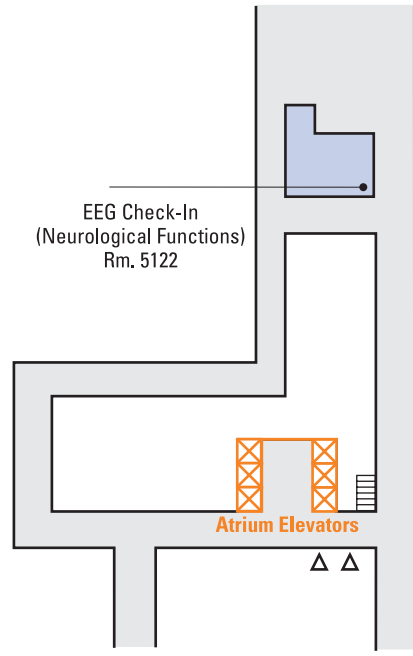 EEG Check-In
(Neurological Functions)
Rm. 5122
Atrium Elevators